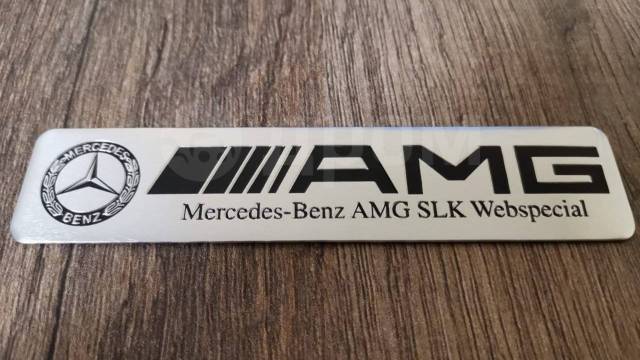 MERCEDES
BENZ
AMG
Mercedes-Benz AMG SLK Webspecial